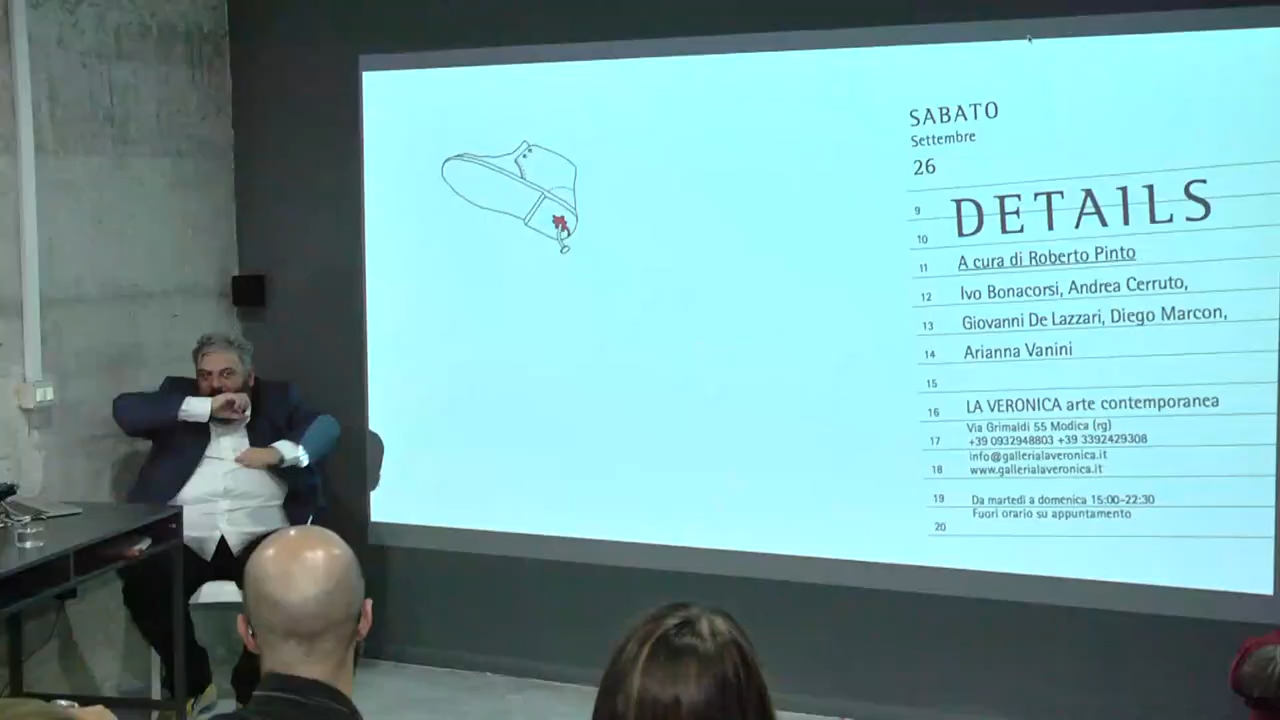 SABATO
Settembre
26
9
DETAILS
10
11 A cura di Roberto Pinto
12 Ivo Bonacorsi, Andrea Cerruto,
13 Giovanni De Lazzari, Diego Marcon,
14 Arianna Vanini
15
16 LA VERONICA arte contemporanea
Via Grimaldi 55 Modica (rg)
17 +39 0932948803 +39 3392429308
info@gallerialaveronica.it
18 www.gallerialaveronica.it
19 Da martedì a domenica 15:00-22:30
Fuori orario su appuntamento
20